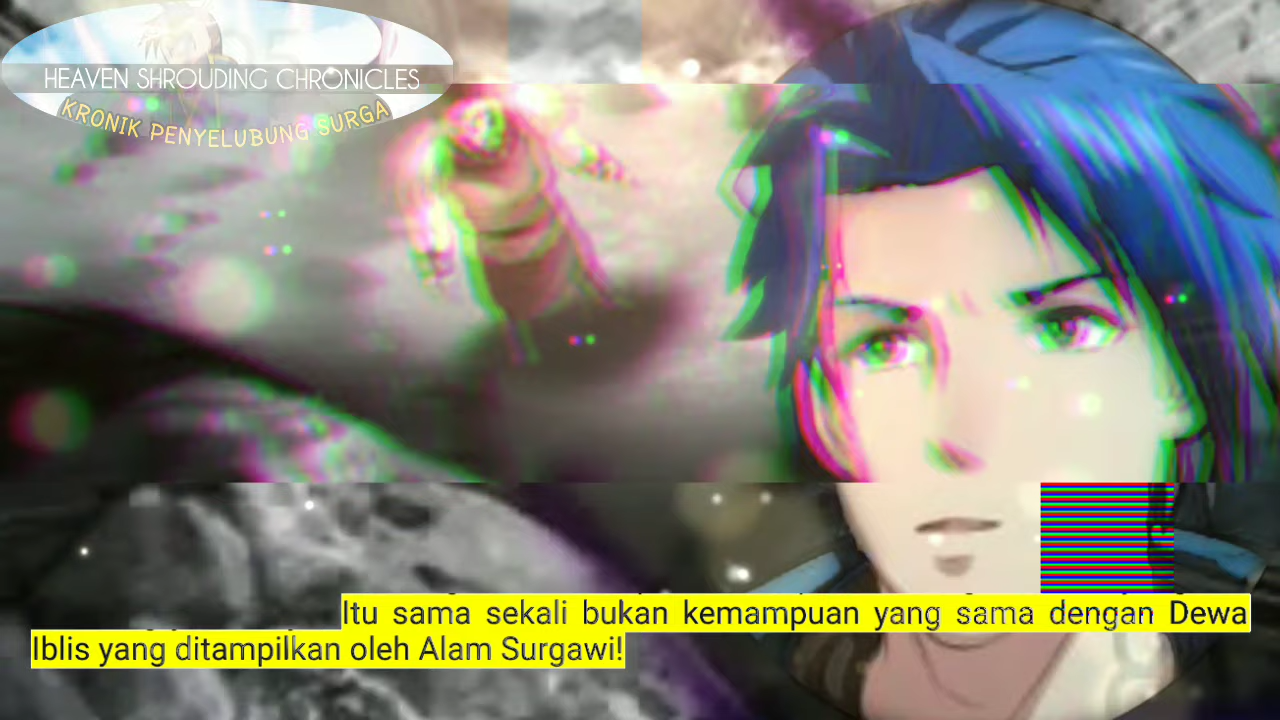 HEAVEN SHROUDING CHRONICLES
KRONIK PENYELUBUNG SURGA
Itu sama sekali bukan kemampuan yang sama dengan Dewa
Iblis yang ditampilkan oleh Alam Surgawi!